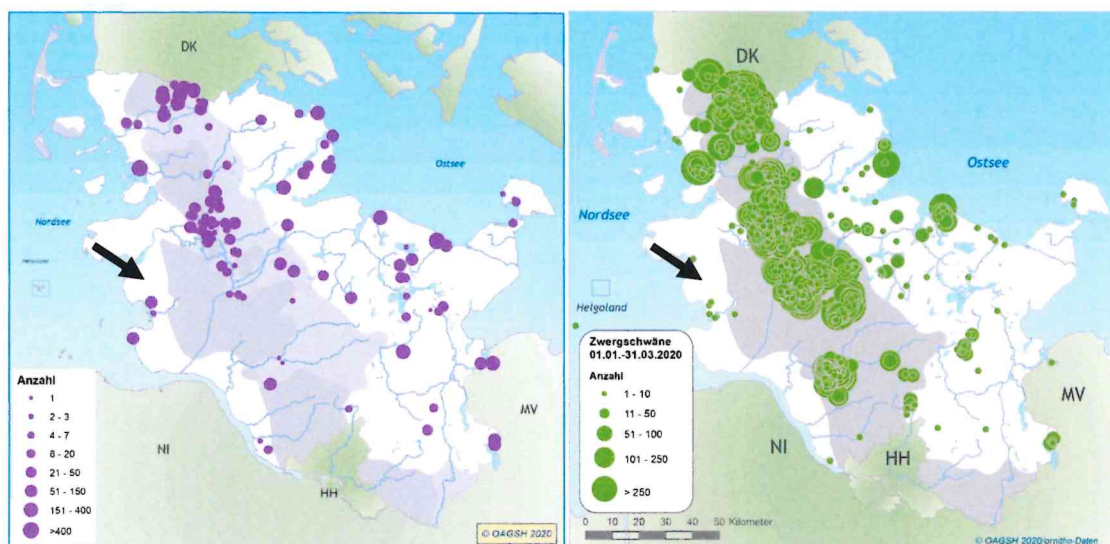 DK
Ostsee
Nordsee
Anzahl
1
2 - 3
4 - 7
8 - 20
21 - 50
51 - 150
151 - 400
>400
NI
HH
MV
© OAGSH 2020
DK
Ostsee
Nordsee
Helgoland
Zwergschwäne
01.01.-31.03.2020
Anzahl
1 - 10
11 - 50
51 - 100
101 - 250
> 250
NI
HH
MV
0 10 20 30 40 50 Kilometer
© OAGSH 2020/ornitho-Daten